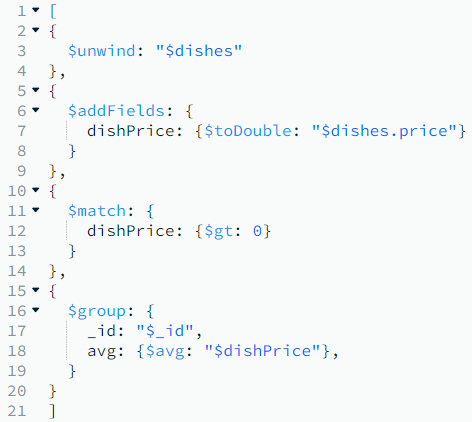 1 [
2 {
3   $unwind: "$dishes"
4 },
5 {
6   $addFields: {
7     dishPrice: {$toDouble: "$dishes.price"}
8   }
9 },
10 {
11   $match: {
12     dishPrice: {$gt: 0}
13   }
14 },
15 {
16   $group: {
17     _id: "$_id",
18     avg: {$avg: "$dishPrice"},
19   }
20 }
21 ]